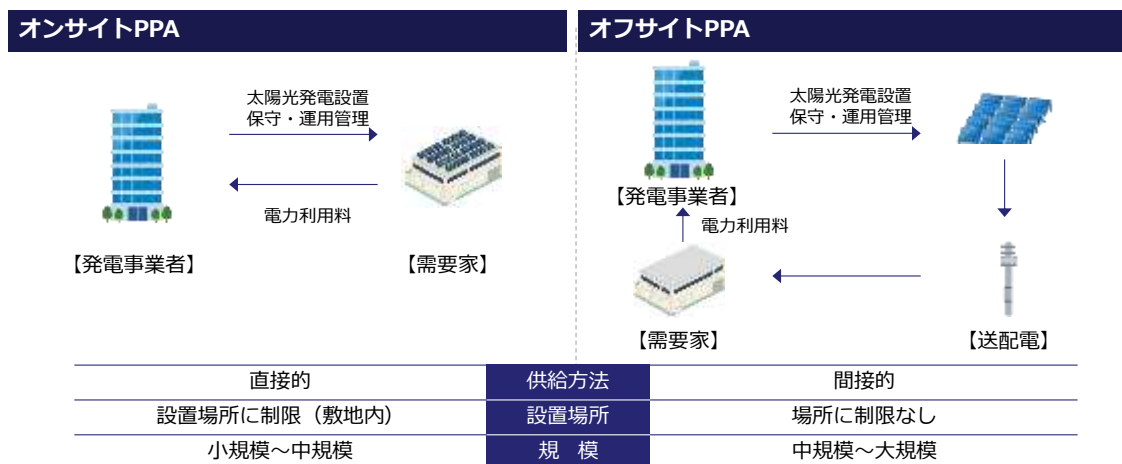 オンサイトPPA
太陽光発電設置
保守・運用管理
電力利用料
【発電事業者】
【需要家】
オフサイトPPA
太陽光発電設置
保守・運用管理
【発電事業者】
電力利用料
【需要家】
【送配電】
直接的 供給方法 間接的
設置場所に制限（敷地内） 設置場所 場所に制限なし
小規模～中規模 規　模 中規模～大規模